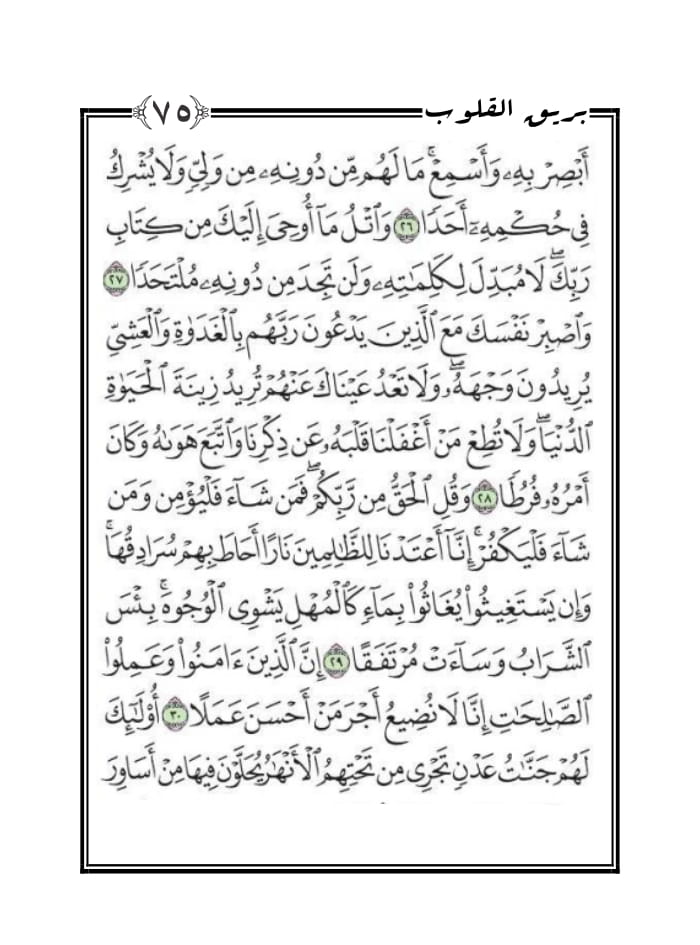 بريق القلوب
٧٥
أَبْصِرْ بِهِۦ وَأَسْمِعْ ۚ مَا لَهُم مِّن دُونِهِۦ مِن وَلِىٍّ وَلَا يُشْرِكُ
فِى حُكْمِهِۦٓ أَحَدًا ٢٦ وَٱتْلُ مَآ أُوحِىَ إِلَيْكَ مِن كِتَابِ
رَبِّكَ ۖ لَا مُبَدِّلَ لِكَلِمَٰتِهِۦ وَلَن تَجِدَ مِن دُونِهِۦ مُلْتَحَدًا ٢٧
وَٱصْبِرْ نَفْسَكَ مَعَ ٱلَّذِينَ يَدْعُونَ رَبَّهُم بِٱلْغَدَوٰةِ وَٱلْعَشِىِّ
يُرِيدُونَ وَجْهَهُۥ ۖ وَلَا تَعْدُ عَيْنَاكَ عَنْهُمْ تُرِيدُ زِينَةَ ٱلْحَيَوٰةِ
ٱلدُّنْيَا ۖ وَلَا تُطِعْ مَنْ أَغْفَلْنَا قَلْبَهُۥ عَن ذِكْرِنَا وَٱتَّبَعَ هَوَىٰهُ وَكَانَ
أَمْرُهُۥ فُرُطًا ٢٨ وَقُلِ ٱلْحَقُّ مِن رَّبِّكُمْ ۖ فَمَن شَآءَ فَلْيُؤْمِن وَمَن
شَآءَ فَلْيَكْفُرْ ۚ إِنَّآ أَعْتَدْنَا لِلظَّٰلِمِينَ نَارًا أَحَاطَ بِهِمْ سُرَادِقُهَا ۚ
وَإِن يَسْتَغِيثُوا۟ يُغَاثُوا۟ بِمَآءٍ كَٱلْمُهْلِ يَشْوِى ٱلْوُجُوهَ ۚ بِئْسَ
ٱلشَّرَابُ وَسَآءَتْ مُرْتَفَقًا ٢٩ إِنَّ ٱلَّذِينَ ءَامَنُوا۟ وَعَمِلُوا۟
ٱلصَّٰلِحَٰتِ إِنَّا لَا نُضِيعُ أَجْرَ مَنْ أَحْسَنَ عَمَلًا ٣٠ أُو۟لَٰٓئِكَ
لَهُمْ جَنَّٰتُ عَدْنٍ تَجْرِى مِن تَحْتِهِمُ ٱلْأَنْهَٰرُ يُحَلَّوْنَ فِيهَا مِنْ أَسَاوِرَ